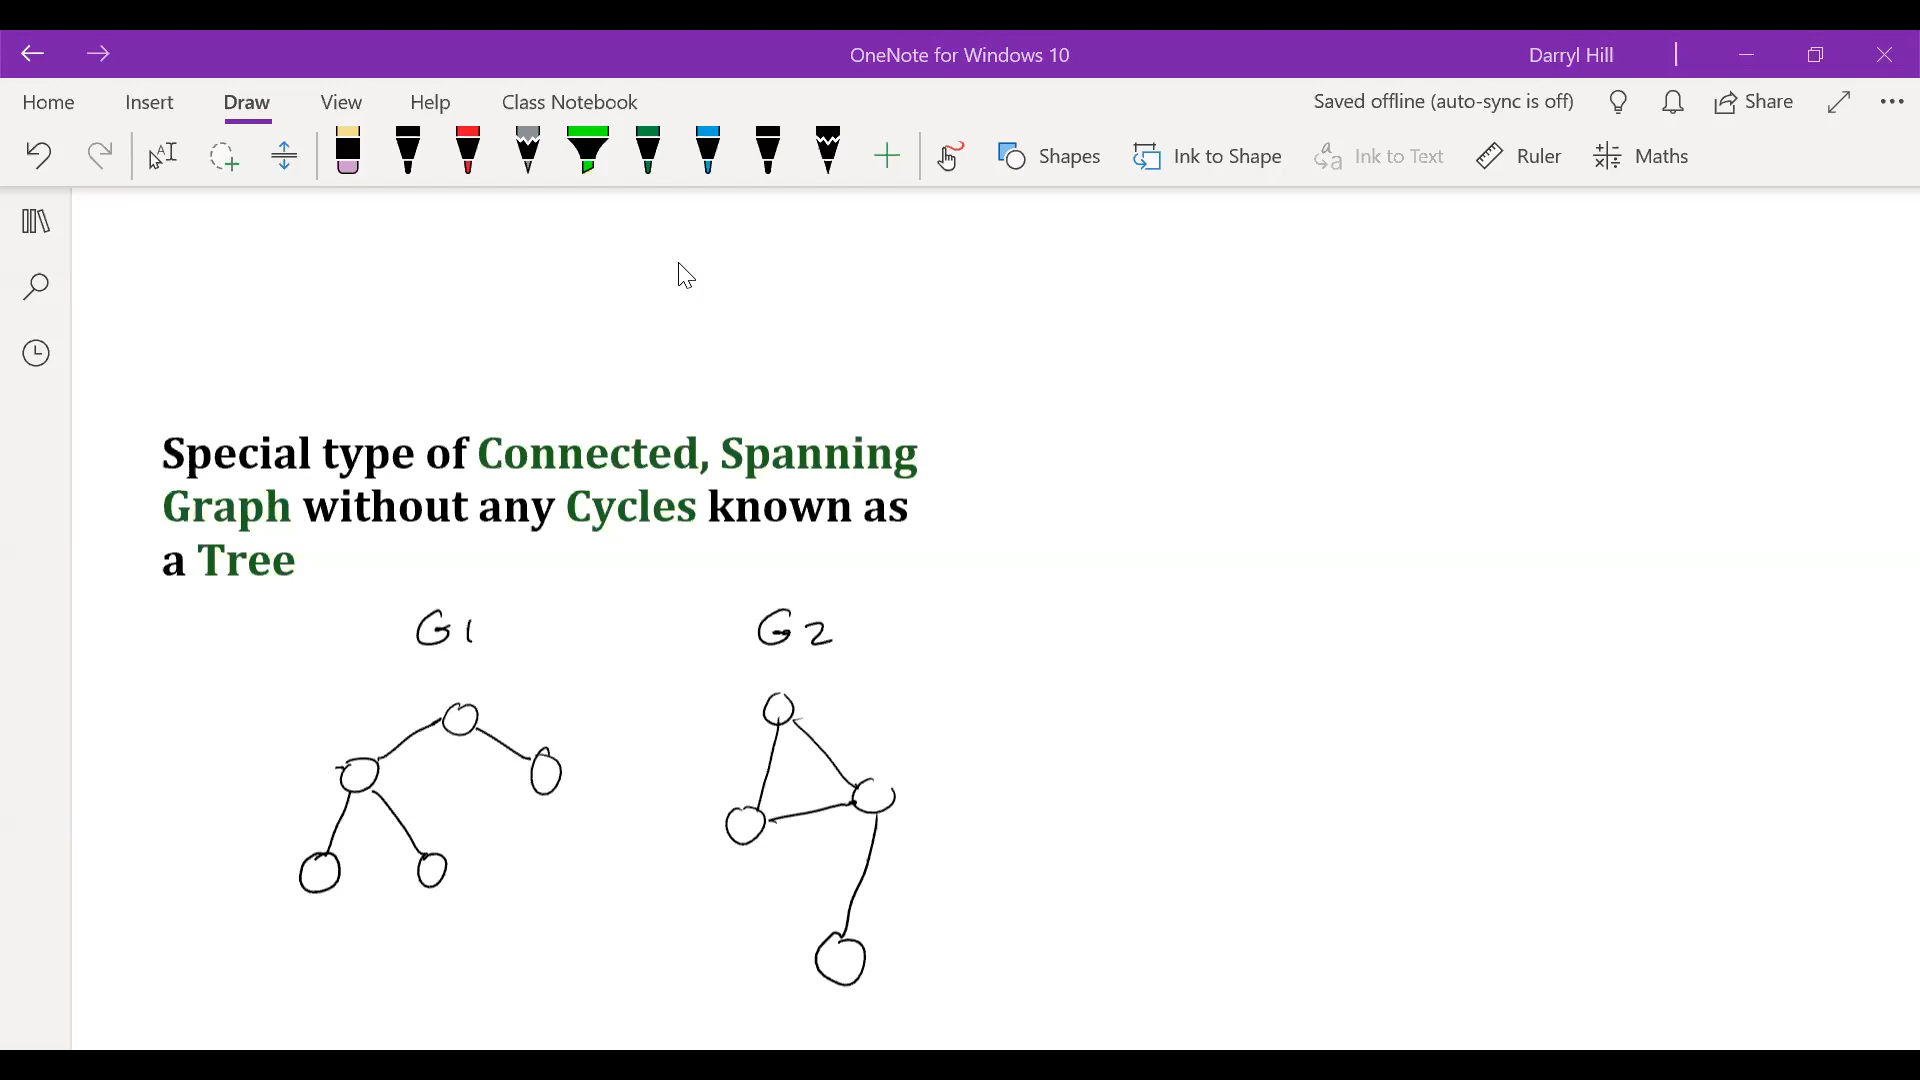 OneNote for Windows 10
Darryl Hill
Home Insert Draw View Help Class Notebook
Saved offline (auto-sync is off)
Share
Shapes
Ink to Shape
Ink to Text
Ruler
Maths
Special type of Connected, Spanning
Graph without any Cycles known as
a Tree
G1 G2